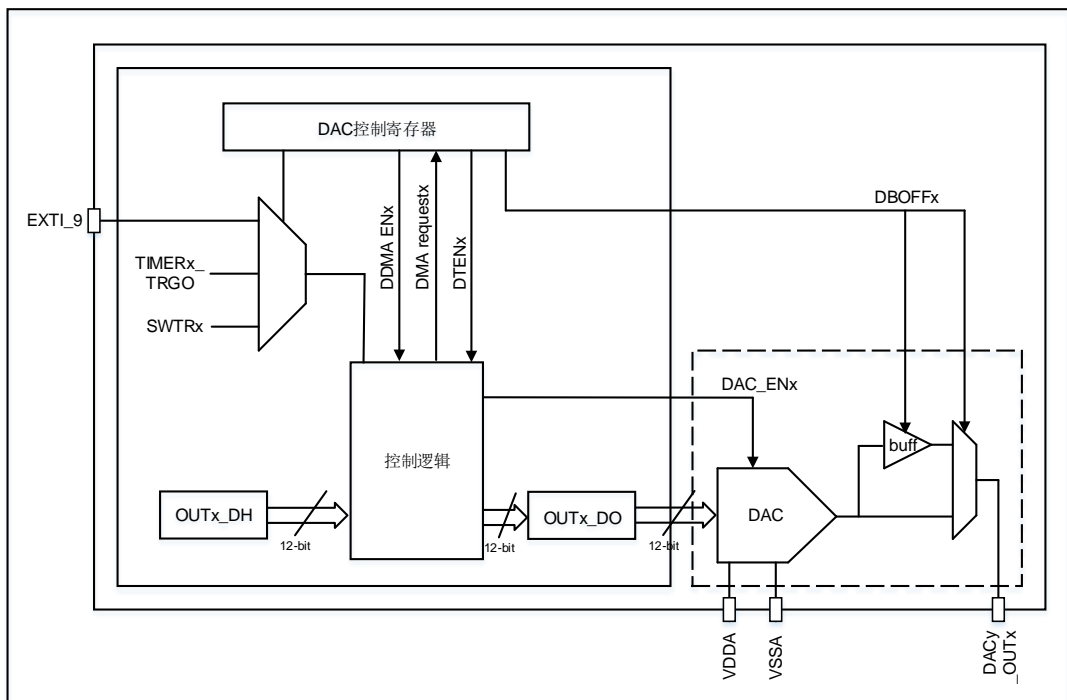 DAC控制寄存器
EXTI_9
TIMERx_
TRGO
SWTRx
DDMA ENx
DMA requestx
DTENx
DBOFFx
DAC_ENx
控制逻辑
buff
OUTx_DH
12-bit
12-bit
OUTx_DO
12-bit
DAC
VDDA
VSSA
DACy
_OUTx